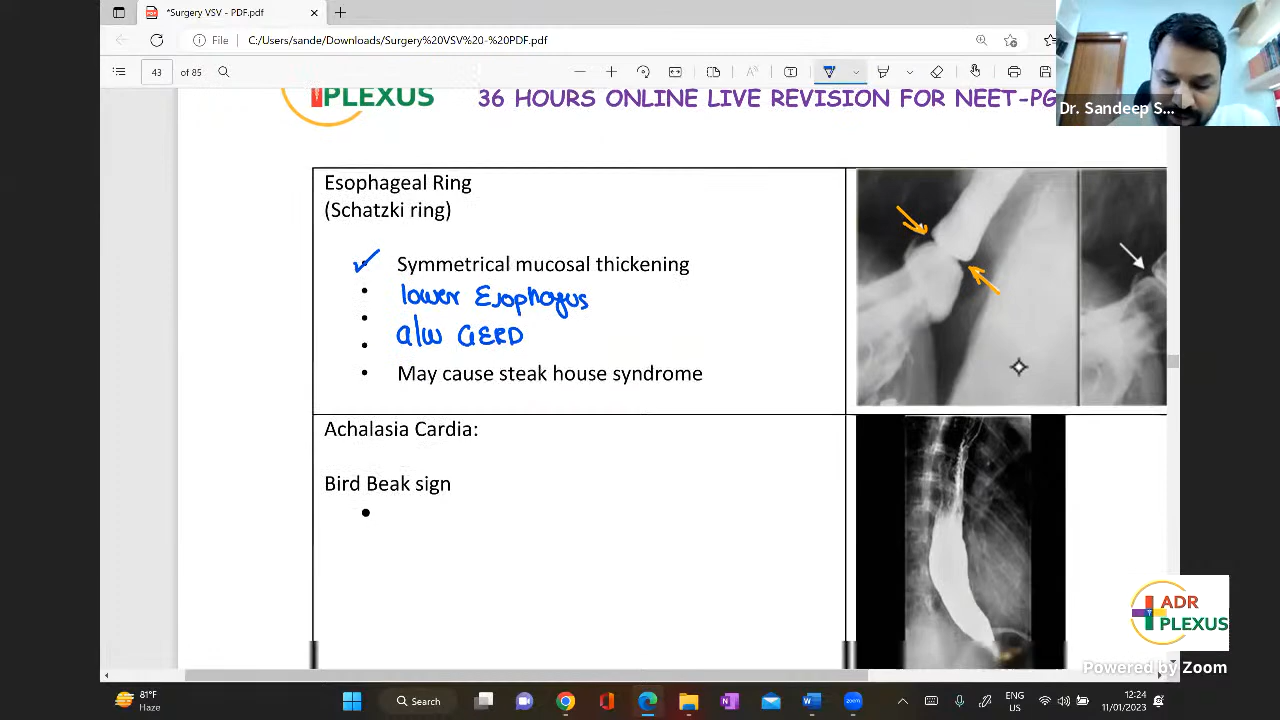 *Surgery VSV - PDF.pdf
File C:/Users/sande/Downloads/Surgery%20VSV%20-%20PDF.pdf
43 of 85
PLEXUS 36 HOURS ONLINE LIVE REVISION FOR NEET-PG
Dr. Sandeep S...
Esophageal Ring
(Schatzki ring)
Symmetrical mucosal thickening
lower Esophagus
a/w GERD
May cause steak house syndrome
Achalasia Cardia:
Bird Beak sign
ADR
PLEXUS
Powered by Zoom
81°F
Haze
Search
ENG
US
12:24
11/01/2023